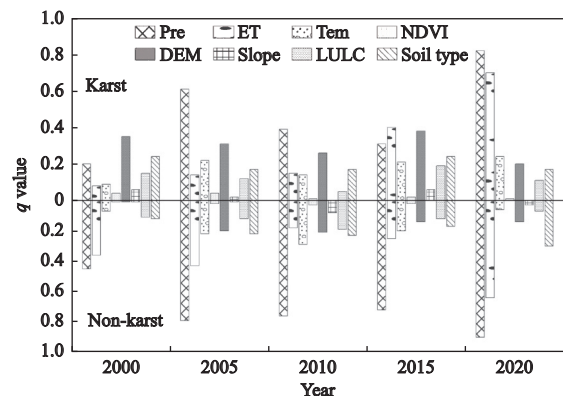 Pre ET Tem NDVI
DEM Slope LULC Soil type
Karst
Non-karst
q value
1.0
0.8
0.6
0.4
0.2
0
0.2
0.4
0.6
0.8
1.0
2000 2005 2010 2015 2020
Year